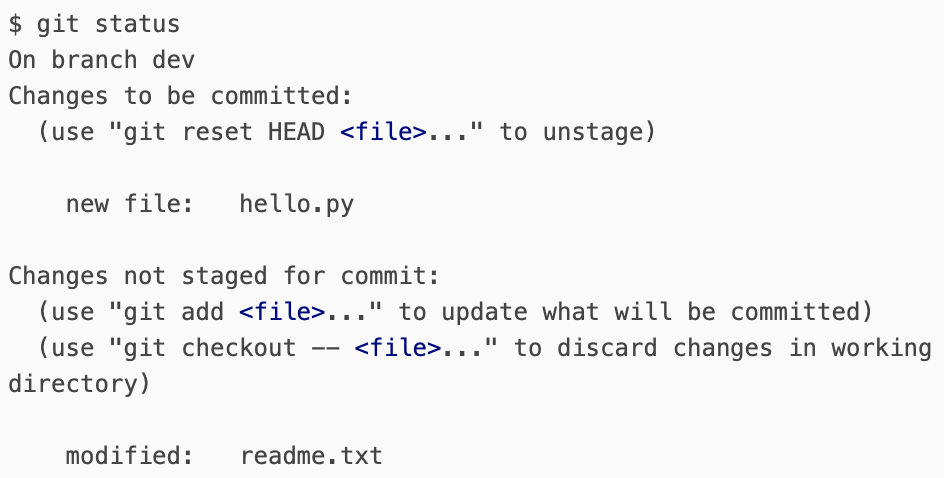 $ git status
On branch dev
Changes to be committed:
  (use "git reset HEAD <file>..." to unstage)

    new file:   hello.py

Changes not staged for commit:
  (use "git add <file>..." to update what will be committed)
  (use "git checkout -- <file>..." to discard changes in working
directory)

    modified:   readme.txt